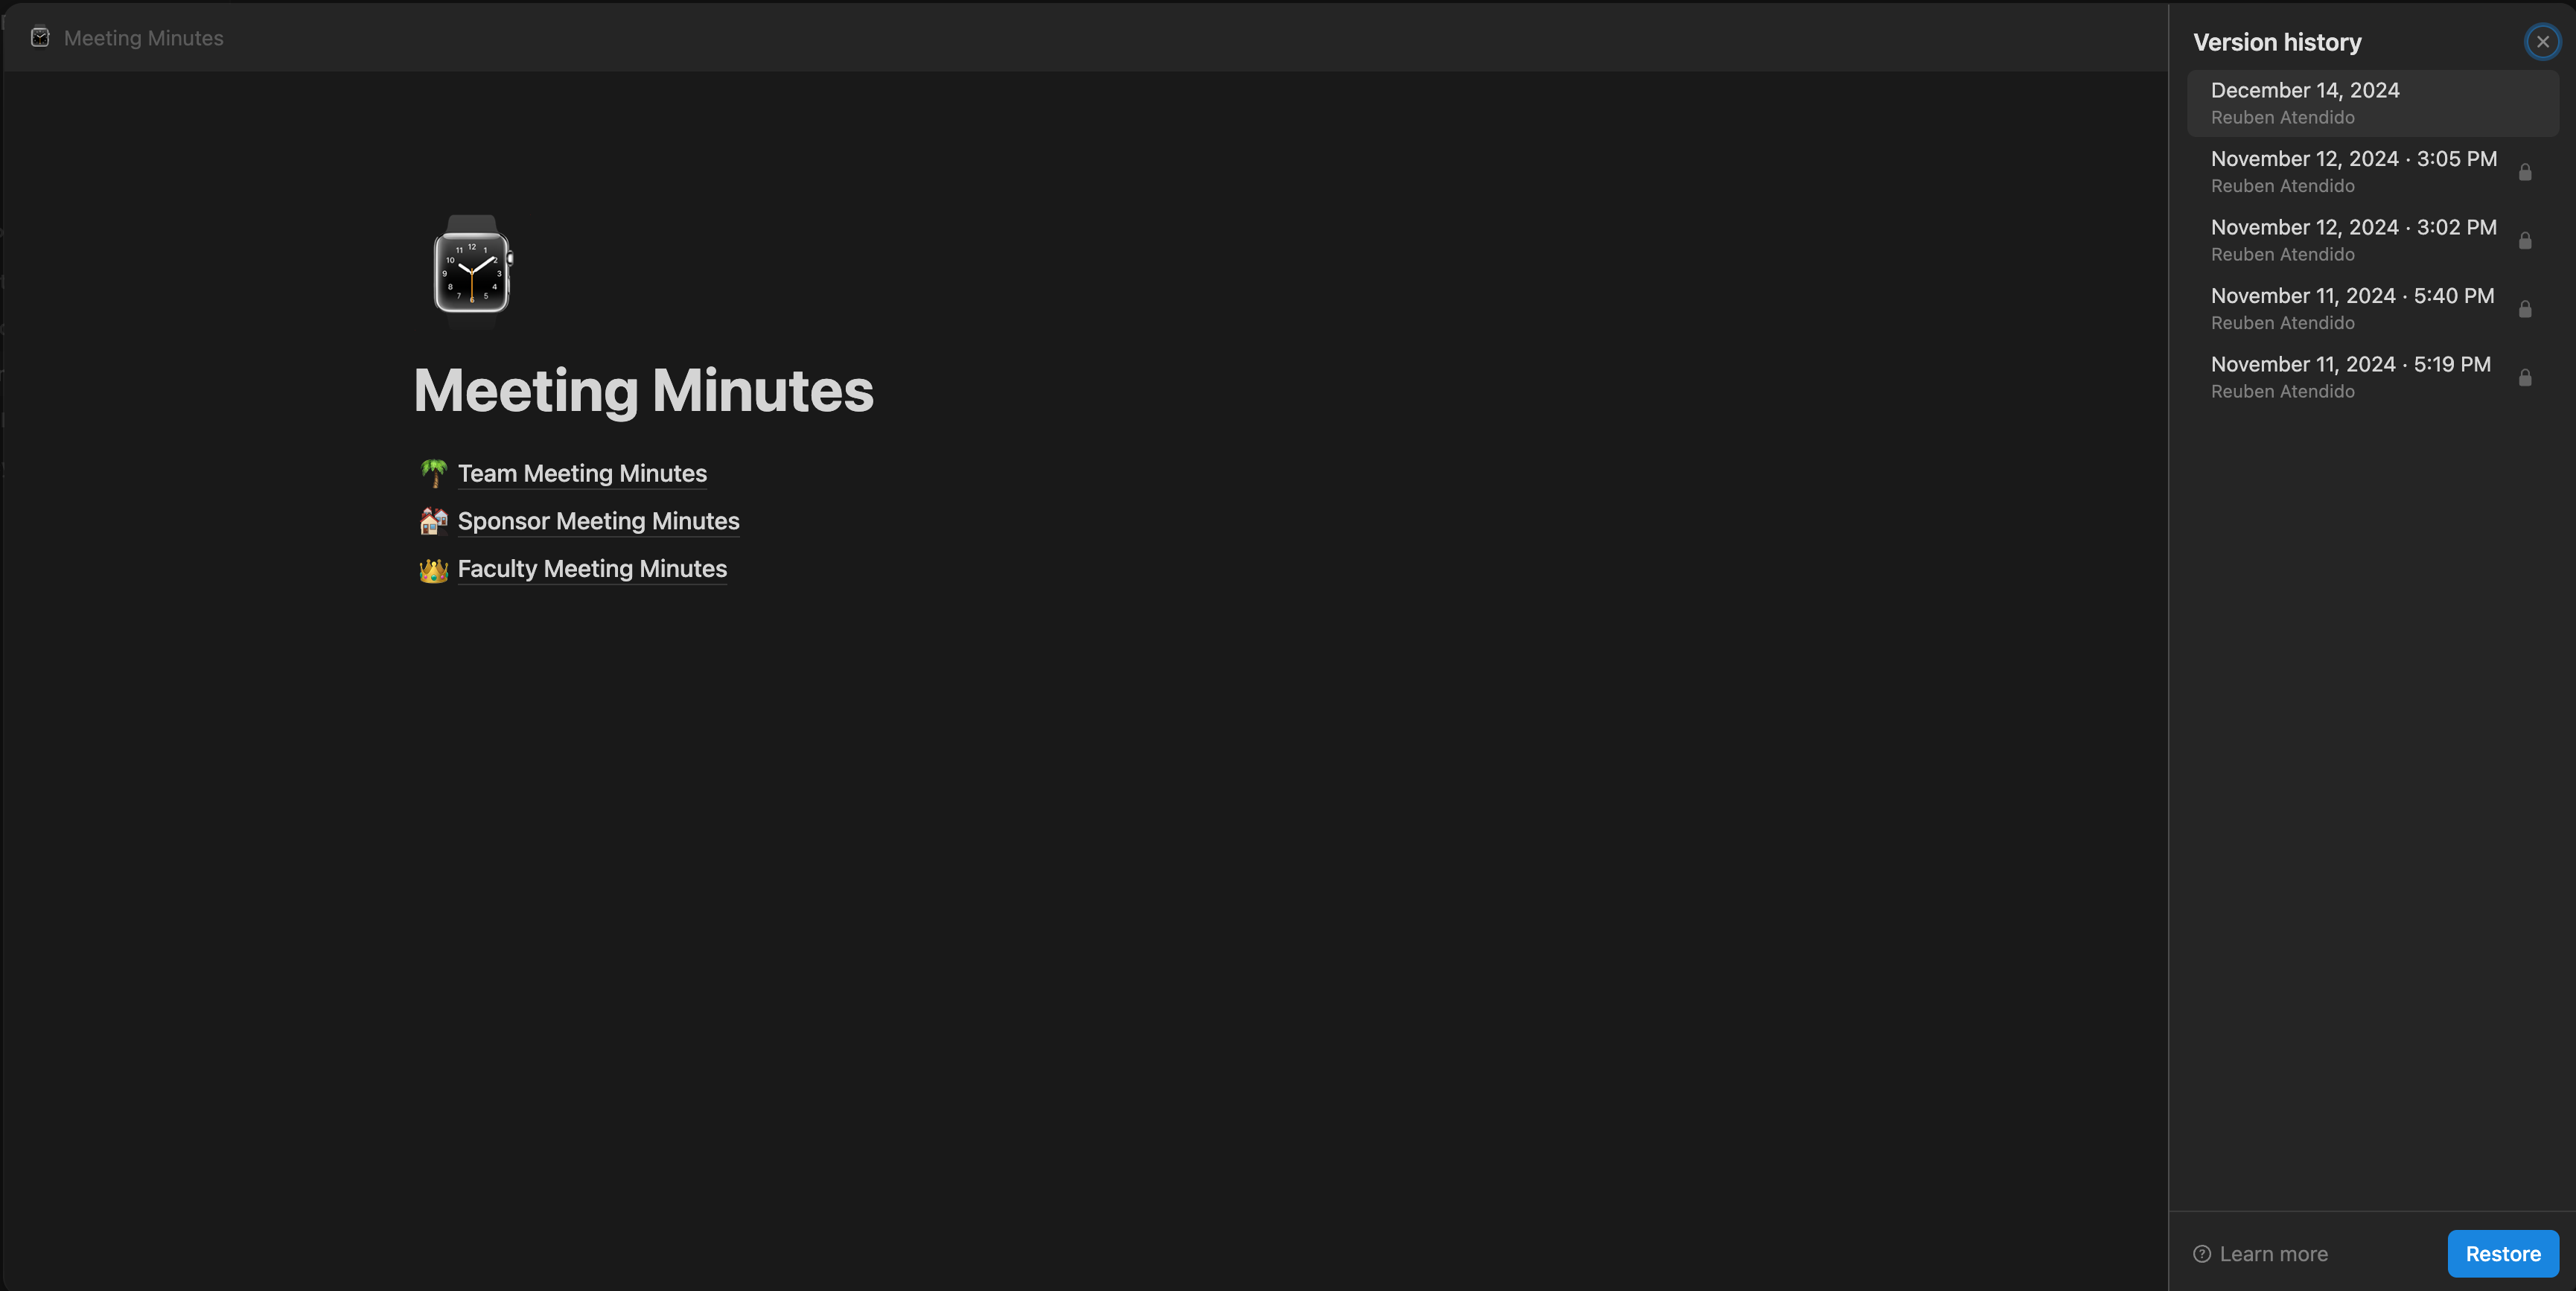 Meeting Minutes
Meeting Minutes
Team Meeting Minutes
Sponsor Meeting Minutes
Faculty Meeting Minutes
Version history
December 14, 2024
Reuben Atendido
November 12, 2024 · 3:05 PM
Reuben Atendido
November 12, 2024 · 3:02 PM
Reuben Atendido
November 11, 2024 · 5:40 PM
Reuben Atendido
November 11, 2024 · 5:19 PM
Reuben Atendido
Learn more
Restore